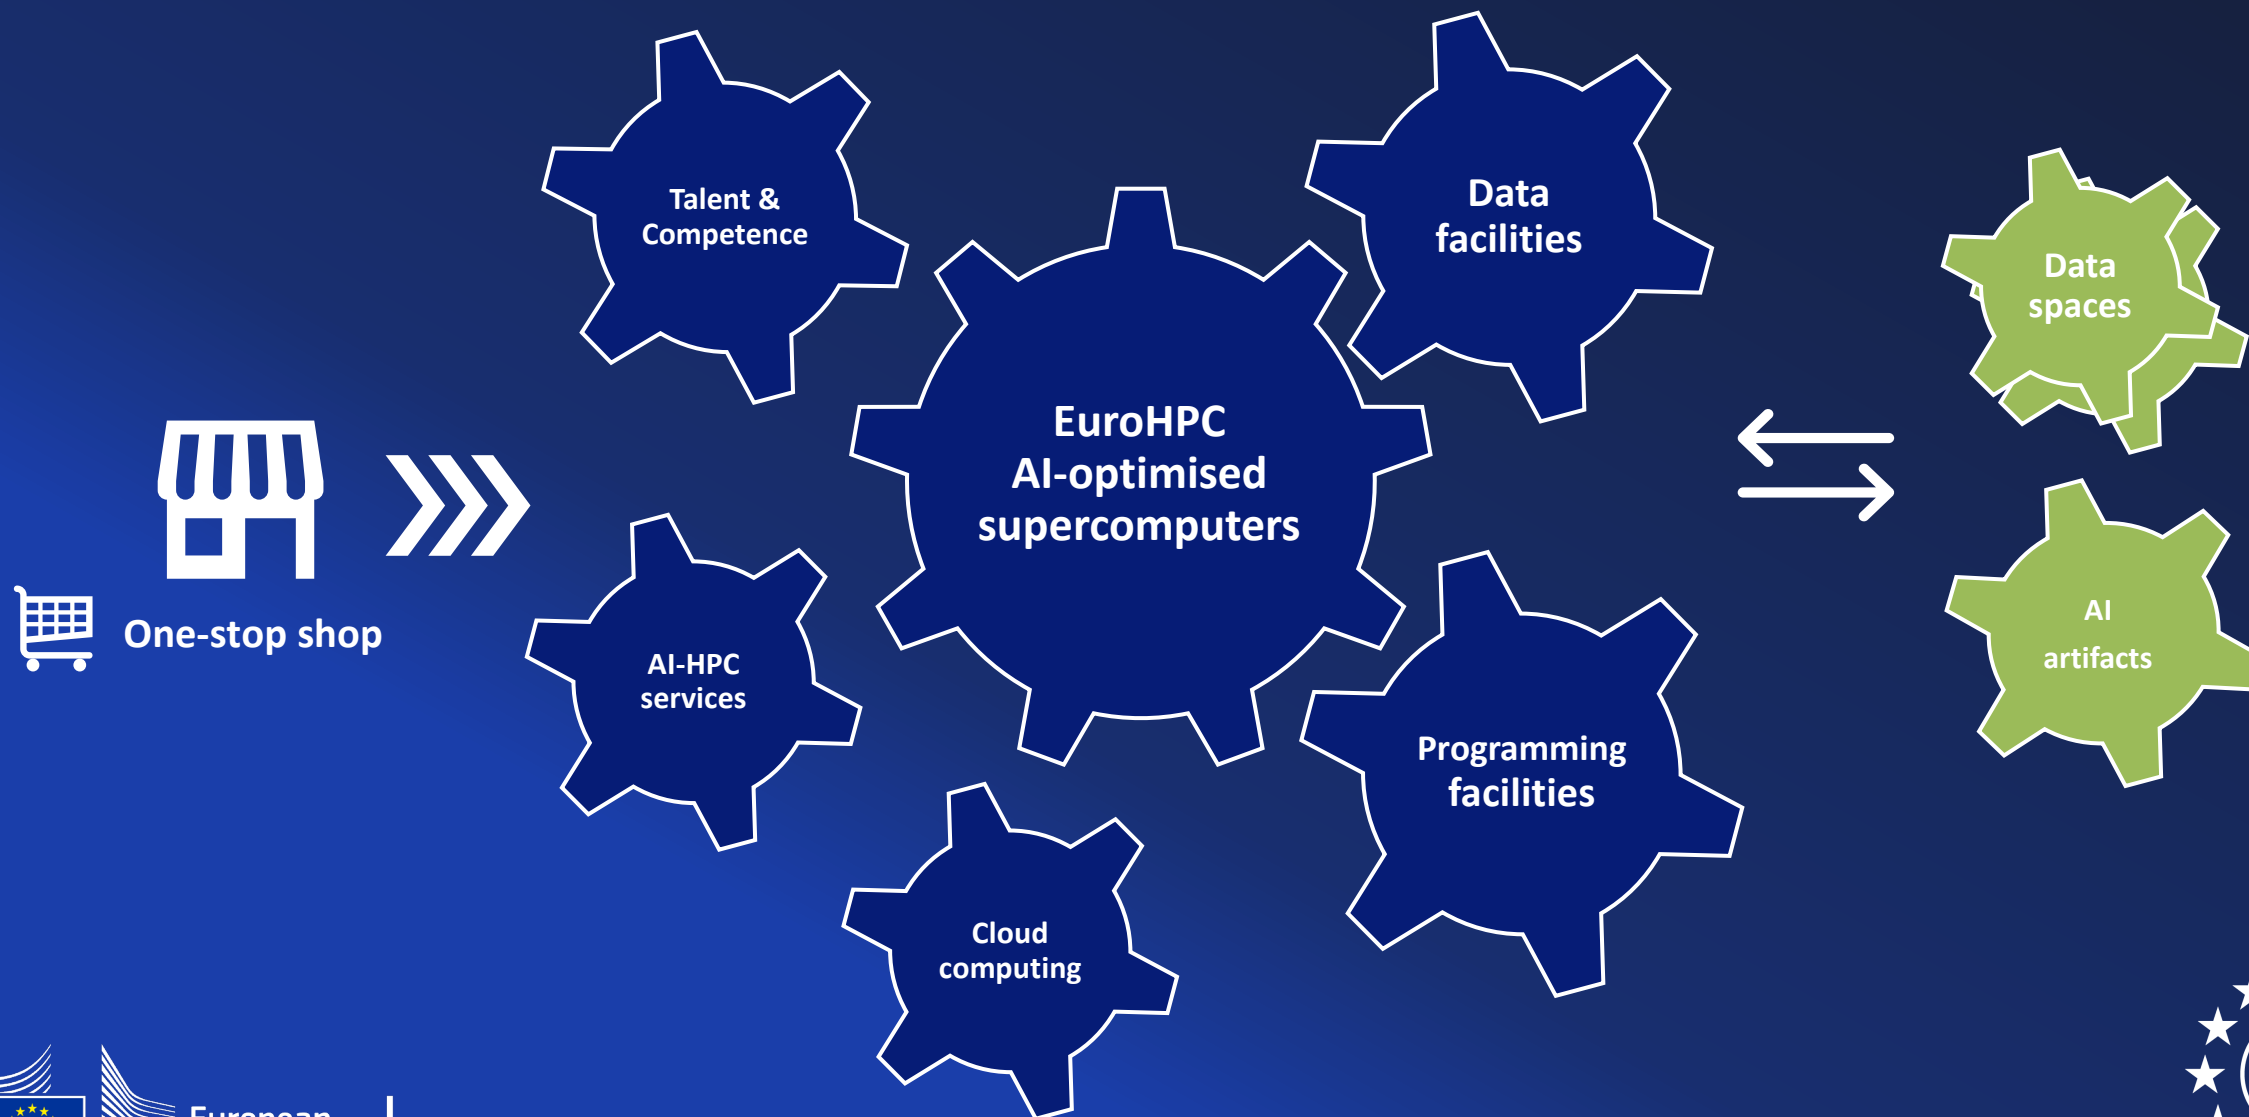 Talent &
Competence
Data
facilities
Data
spaces
EuroHPC
AI-optimised
supercomputers
One-stop shop
AI-HPC
services
AI
artifacts
Programming
facilities
Cloud
computing
European